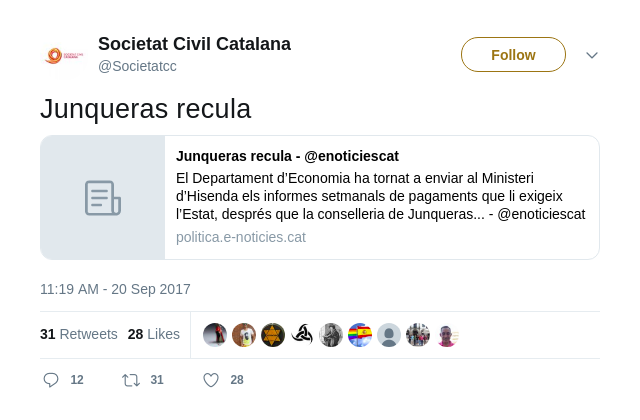 Societat Civil Catalana
@Societatcc
Follow
Junqueras recula
Junqueras recula - @enoticiescat
El Departament d'Economia ha tornat a enviar al Ministeri
d'Hisenda els informes setmanals de pagaments que li exigeix
l'Estat, després que la conselleria de Junqueras... - @enoticiescat
politica.e-noticies.cat
11:19 AM - 20 Sep 2017
31 Retweets 28 Likes
12 31 28